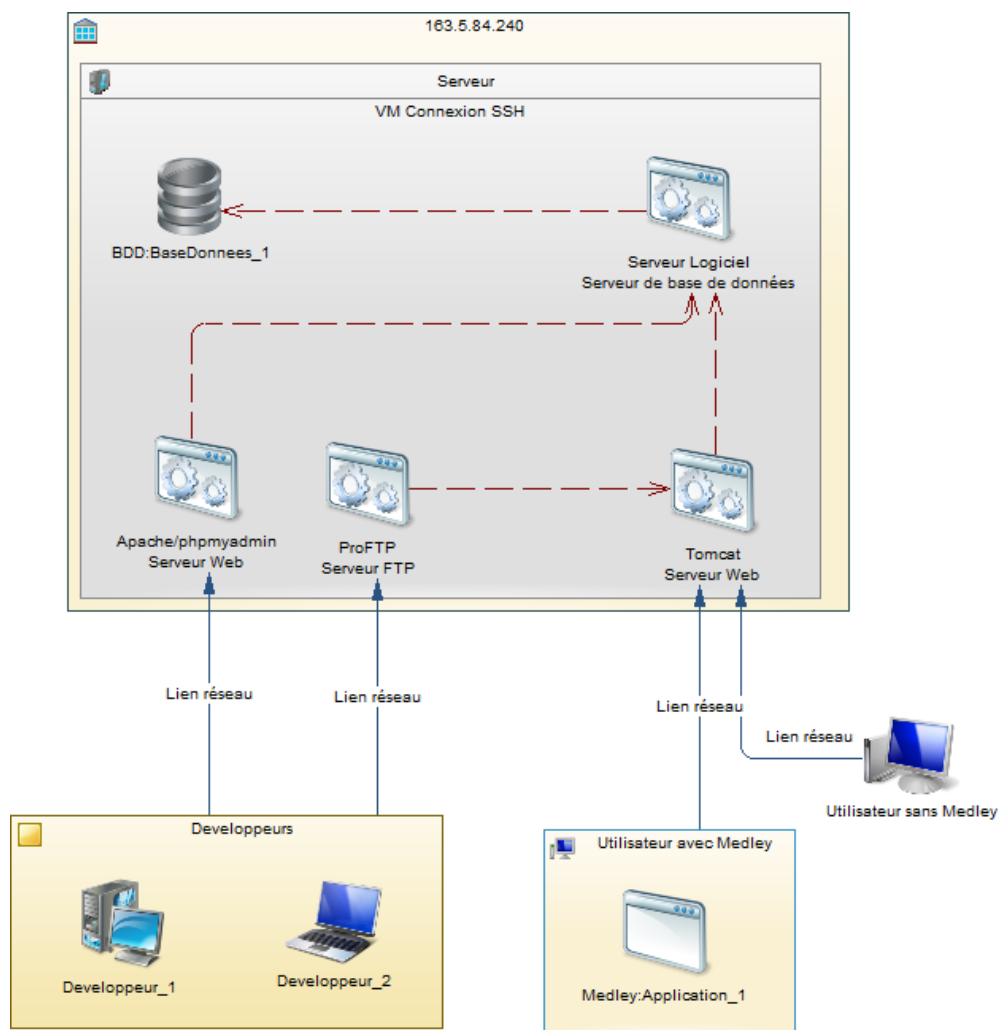 163.5.84.240
Serveur
VM Connexion SSH
BDD:BaseDonnees_1
Serveur Logiciel
Serveur de base de données
Apache/phpmyadmin
Serveur Web
ProFTP
Serveur FTP
Tomcat
Serveur Web
Lien réseau
Lien réseau
Lien réseau
Lien réseau
Utilisateur sans Medley
Developpeurs
Developpeur_1
Developpeur_2
Utilisateur avec Medley
Medley:Application_1